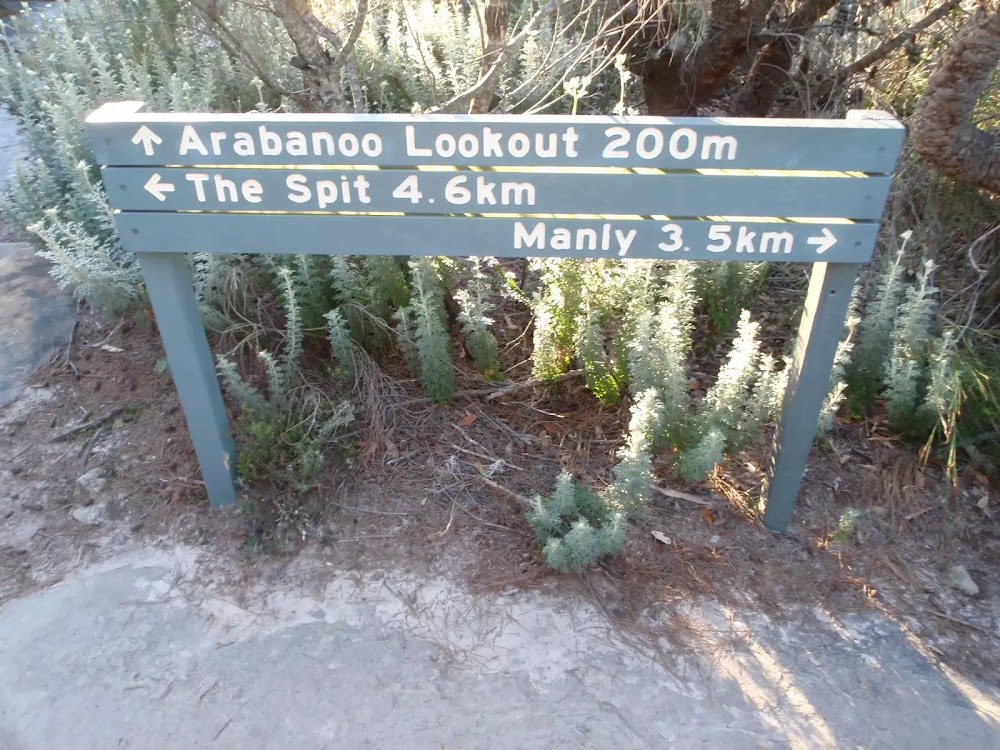 ↑ Arabanoo Lookout 200m
← The Spit 4.6km
Manly 3.5km →